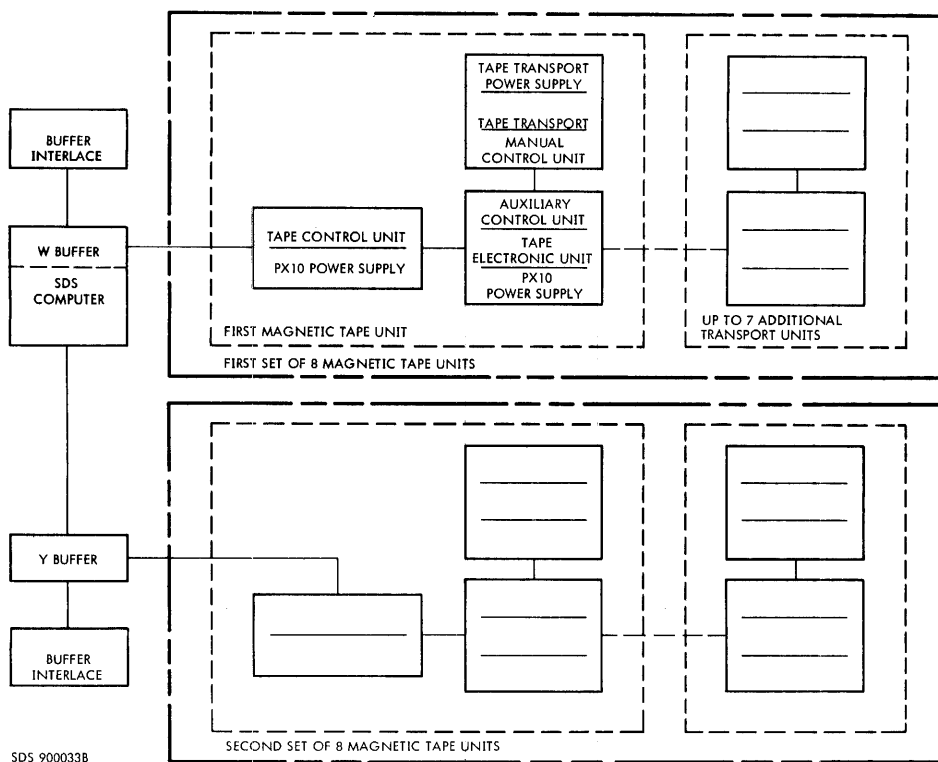 BUFFER
INTERLACE
W BUFFER
SDS
COMPUTER
Y BUFFER
BUFFER
INTERLACE
TAPE TRANSPORT
POWER SUPPLY
TAPE TRANSPORT
MANUAL
CONTROL UNIT
TAPE CONTROL UNIT
PX10 POWER SUPPLY
AUXILIARY
CONTROL UNIT
TAPE
ELECTRONIC UNIT
PX10
POWER SUPPLY
FIRST MAGNETIC TAPE UNIT
UP TO 7 ADDITIONAL
TRANSPORT UNITS
FIRST SET OF 8 MAGNETIC TAPE UNITS
SECOND SET OF 8 MAGNETIC TAPE UNITS
SDS 900033B